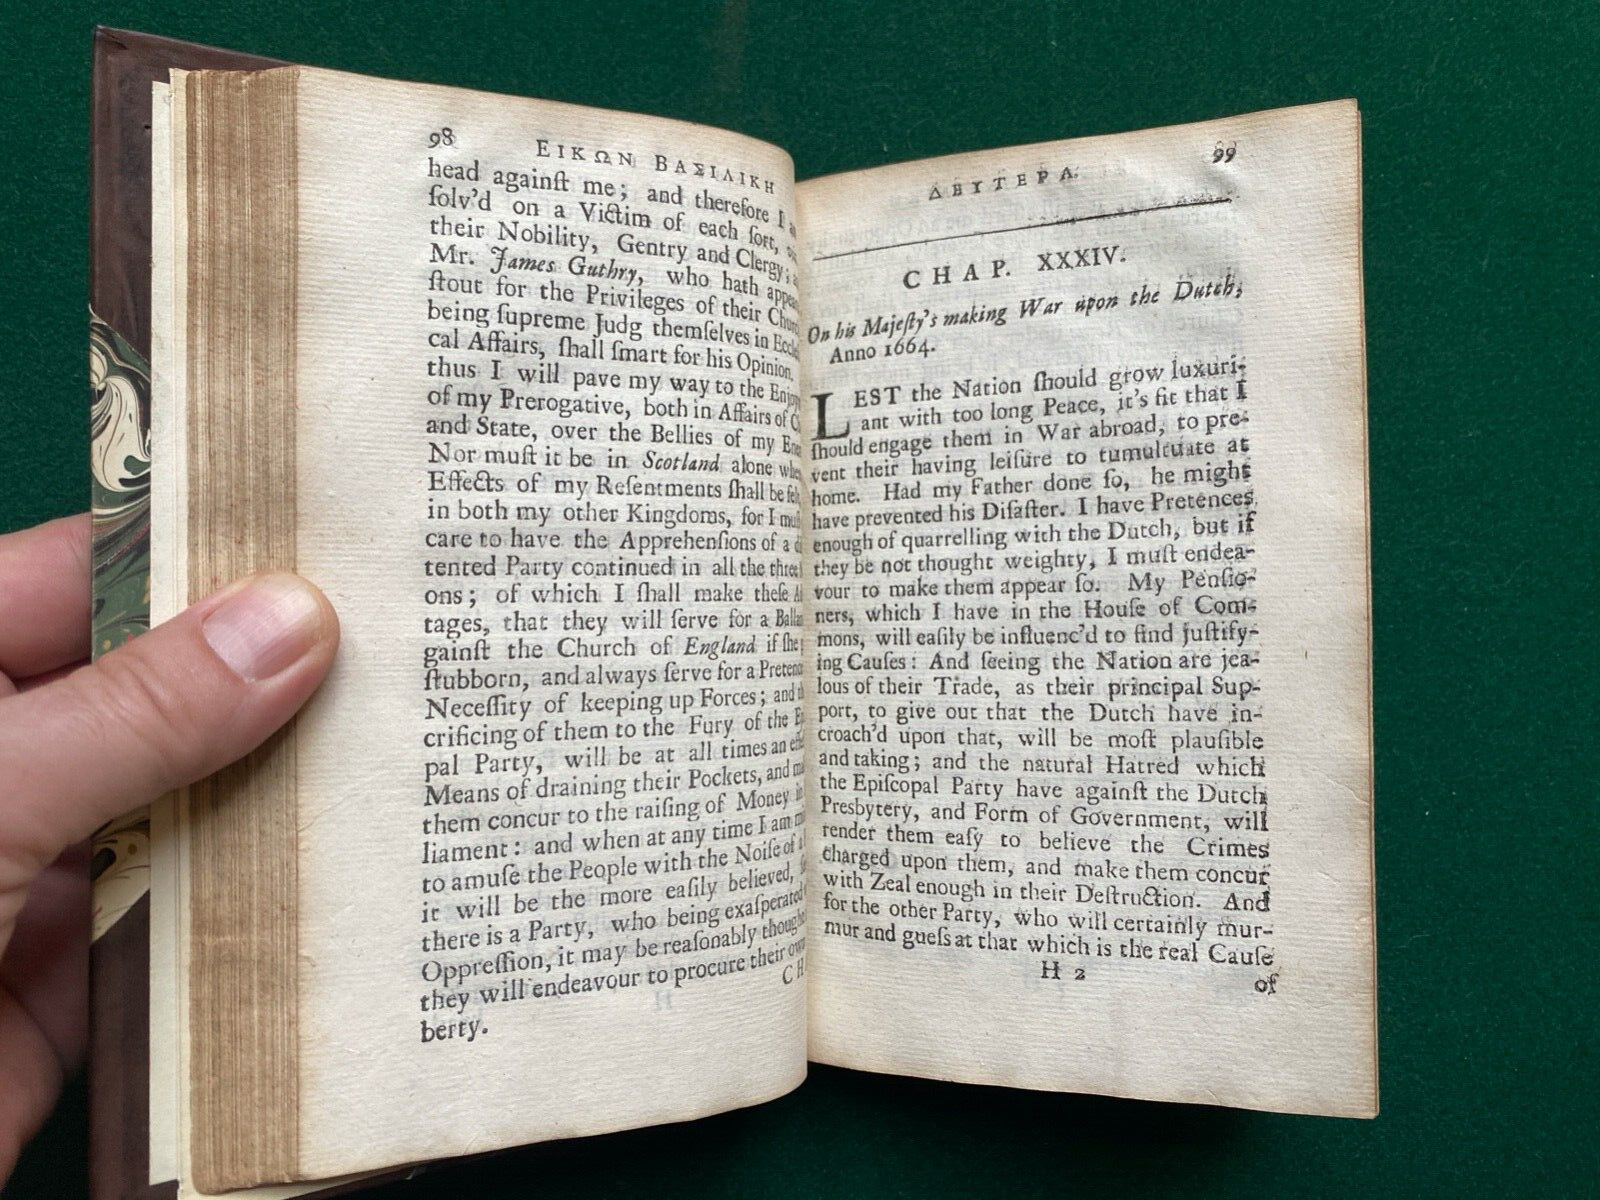 98
ΕΙΚΩΝ ΒΑΣΙΛΙΚΗ
head againſt me; and therefore I
ſolv'd on a Victim of each ſort,
their Nobility, Gentry and Clergy;
Mr. James Guthry, who hath
ſtout for the Privileges of their
being ſupreme Judg themſelves in
cal Affairs, ſhall ſmart for his Opinion.
thus I will pave my way to the
of my Prerogative, both in Affairs of
and State, over the Bellies of my
Nor muſt it be in Scotland alone
Effects of my Reſentments ſhall be
in both my other Kingdoms, for I
care to have the Apprehenſions of a
tented Party continued in all the three
ons; of which I ſhall make theſe
tages, that they will ſerve for a
gainſt the Church of England if ſhe
ſtubborn, and always ſerve for a
Neceſſity of keeping up Forces; and
crificing of them to the Fury of the
pal Party, will be at all times an
Means of draining their Pockets, and
them concur to the raiſing of Money
liament: and when at any time I am
to amuſe the People with the Noiſe of
it will be the more eaſily believed,
there is a Party, who being exaſperated
Oppreſſion, it may be reaſonably
they will endeavour to procure their own
berty.
CH
99
ΔΕΥΤΕΡΑ.
CHAP. XXXIV.
On his Majeſty's making War upon the Dutch,
Anno 1664.
LEST the Nation ſhould grow luxuri-
ant with too long Peace, it's fit that I
ſhould engage them in War abroad, to pre-
vent their having leiſure to tumultuate at
home. Had my Father done ſo, he might
have prevented his Diſaſter. I have Pretences
enough of quarrelling with the Dutch, but if
they be not thought weighty, I muſt endea-
vour to make them appear ſo. My Penſio-
ners, which I have in the Houſe of Com-
mons, will eaſily be influenc'd to find juſtify-
ing Cauſes: And ſeeing the Nation are jea-
lous of their Trade, as their principal Sup-
port, to give out that the Dutch have in-
croach'd upon that, will be moſt plauſible
and taking; and the natural Hatred which
the Epiſcopal Party have againſt the Dutch
Presbytery, and Form of Government, will
render them eaſy to believe the Crimes
charged upon them, and make them concur
with Zeal enough in their Deſtruction. And
for the other Party, who will certainly mur-
mur and gueſs at that which is the real Cauſe
H 2
of